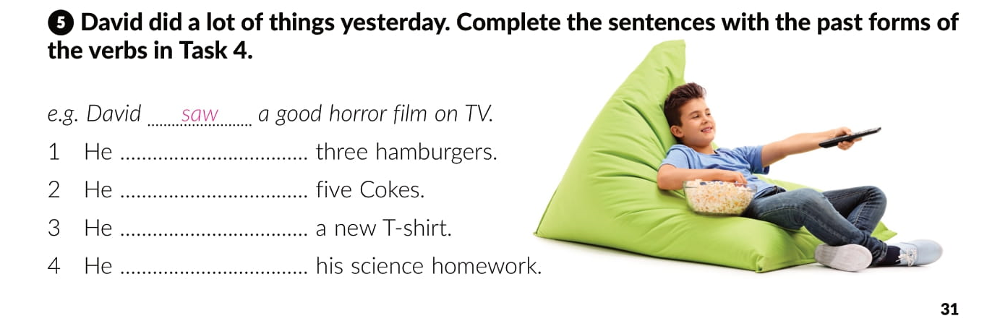 5 David did a lot of things yesterday. Complete the sentences with the past forms of
the verbs in Task 4.
e.g. David saw a good horror film on TV.
1 He ................................... three hamburgers.
2 He ................................... five Cokes.
3 He ................................... a new T-shirt.
4 He ................................... his science homework.
31